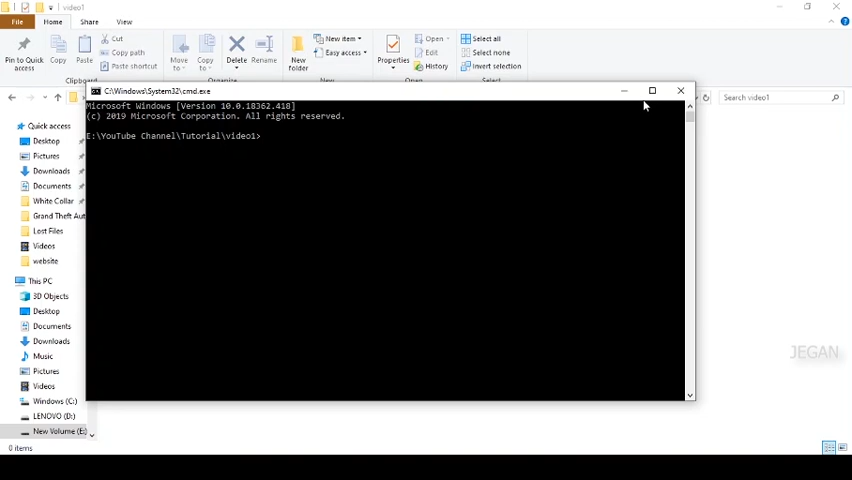 video1
File
Home
Share
View
Pin to Quick access
Copy
Paste
Cut
Copy path
Paste shortcut
Clipboard
Move to
Copy to
Delete
Rename
Organize
New folder
New item
Easy access
New
Properties
Open
Edit
History
Open
Select all
Select none
Invert selection
Select
C:\Windows\System32\cmd.exe
Search video1
Microsoft Windows [Version 10.0.18362.418]
(c) 2019 Microsoft Corporation. All rights reserved.
E:\YouTube Channel\Tutorial\video1>
Quick access
Desktop
Pictures
Downloads
Documents
White Collar
Grand Theft Aut
Lost Files
Videos
website
This PC
3D Objects
Desktop
Documents
Downloads
Music
Pictures
Videos
Windows (C:)
LENOVO (D:)
New Volume (E:)
JEGAN
0 items